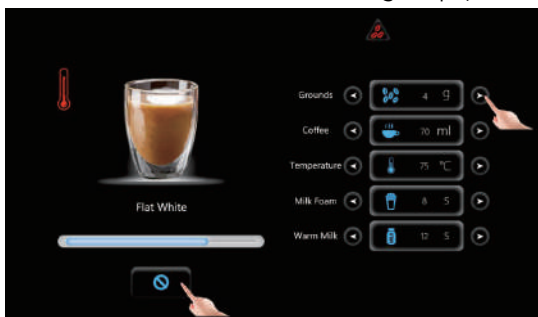 Grounds 4 g
Coffee 70 ml
Temperature 75 °C
Milk Foam 8 S
Warm Milk 12 S
Flat White